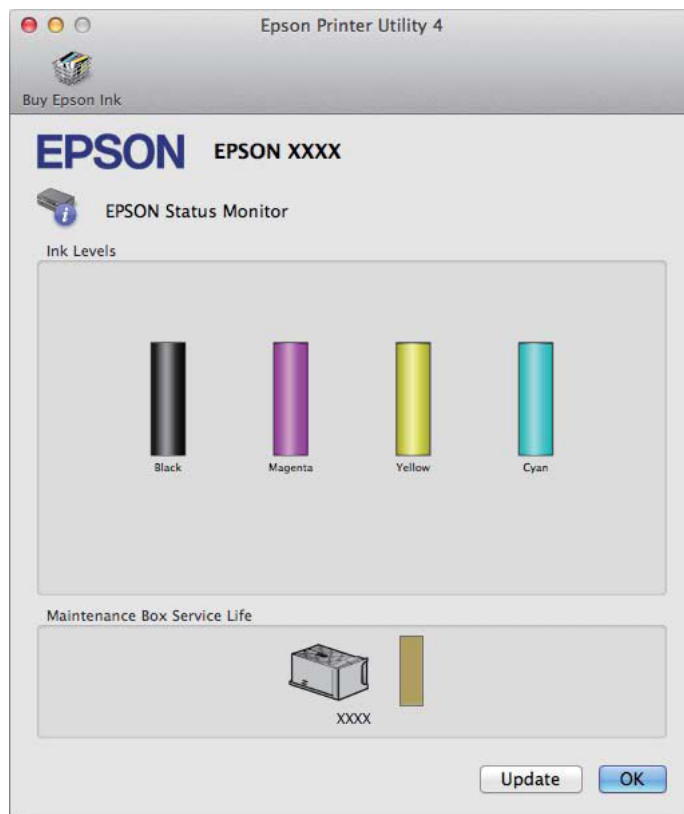 Epson Printer Utility 4
Buy Epson Ink
EPSON EPSON XXXX
EPSON Status Monitor
Ink Levels
Black Magenta Yellow Cyan
Maintenance Box Service Life
XXXX
Update OK